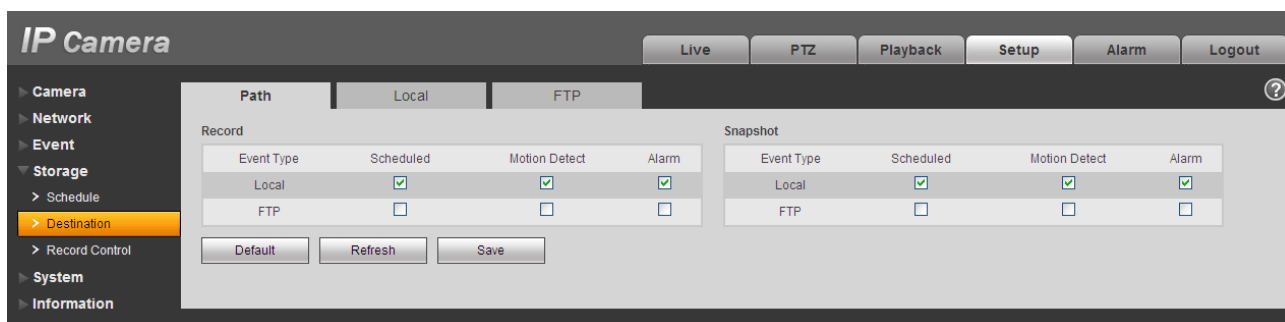 IP Camera
Live PTZ Playback Setup Alarm Logout
Camera
Network
Event
Storage
> Schedule
> Destination
> Record Control
System
Information
Path Local FTP
?
Record
Event Type Scheduled Motion Detect Alarm
Local
FTP
Default Refresh Save
Snapshot
Event Type Scheduled Motion Detect Alarm
Local
FTP